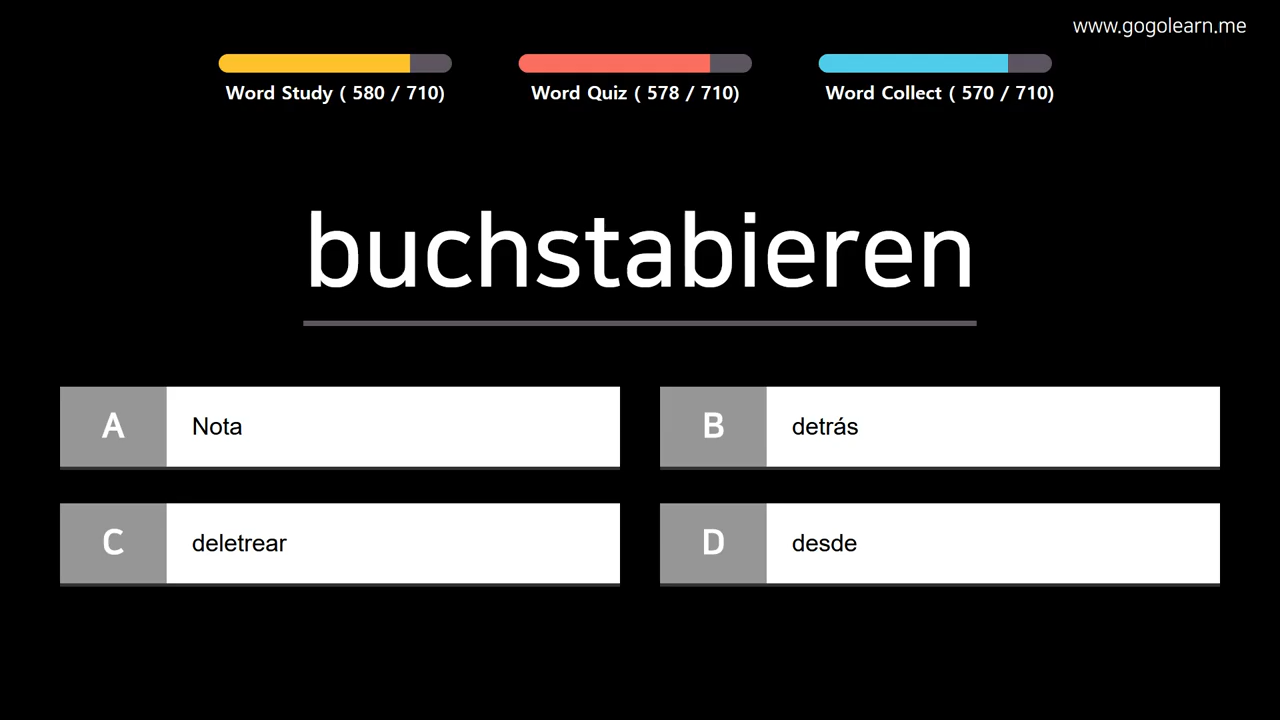 www.gogolearn.me
Word Study ( 580 / 710)
Word Quiz ( 578 / 710)
Word Collect ( 570 / 710)
buchstabieren
A Nota
B detrás
C deletrear
D desde